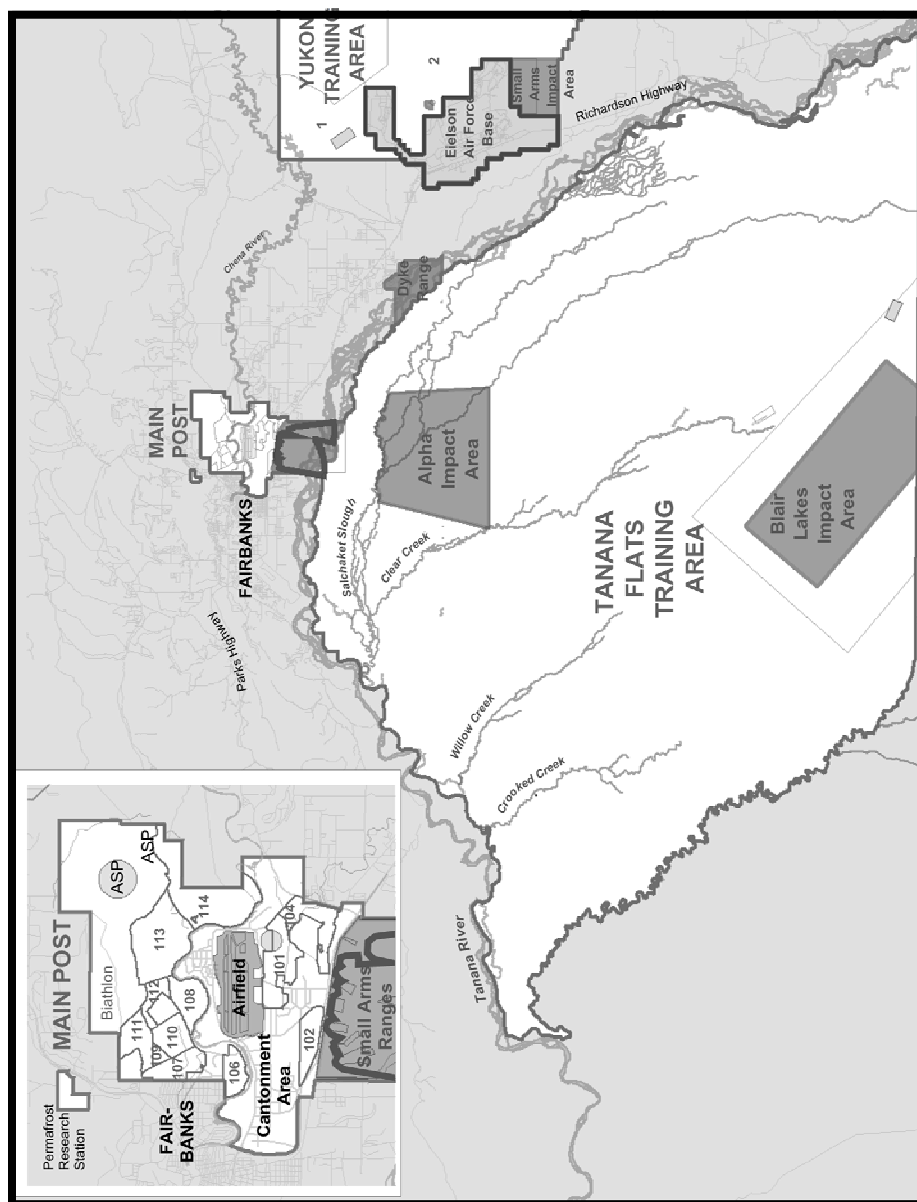 YUKON
TRAINING
AREA
1
2
Small
Arms
Impact
Area
Eielson
Air Force
Base
Richardson Highway
Chena River
Dyke
Range
MAIN
POST
FAIRBANKS
Alpha
Impact
Area
Salchaket Slough
Clear Creek
Parks Highway
TANANA
FLATS
TRAINING
AREA
Blair
Lakes
Impact
Area
Willow Creek
Crooked Creek
Tanana River
MAIN POST
Permafrost
Research
Station
Biathlon
ASP
ASP
111
112
113
114
A
109
110
108
107
106
FAIR-
BANKS
Airfield
Cantonment
Area
101
104
102
Small Arms
Ranges